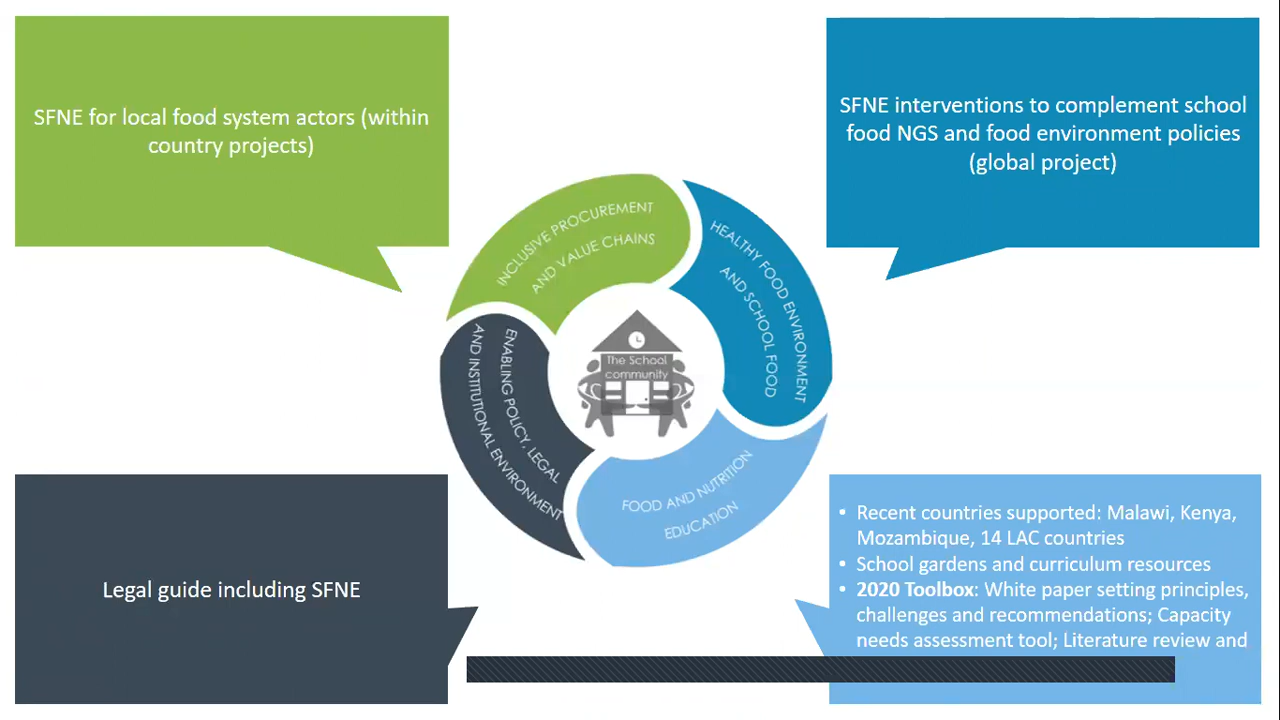 SFNE for local food system actors (within
country projects)
SFNE interventions to complement school
food NGS and food environment policies
(global project)
INCLUSIVE PROCUREMENT
AND VALUE CHAINS
HEALTHY FOOD ENVIRONMENT
AND SCHOOL FOOD
ENABLING POLICY, LEGAL
AND INSTITUTIONAL ENVIRONMENT
The School
community
FOOD AND NUTRITION
EDUCATION
Legal guide including SFNE
• Recent countries supported: Malawi, Kenya,
Mozambique, 14 LAC countries
• School gardens and curriculum resources
• 2020 Toolbox: White paper setting principles,
challenges and recommendations; Capacity
needs assessment tool; Literature review and